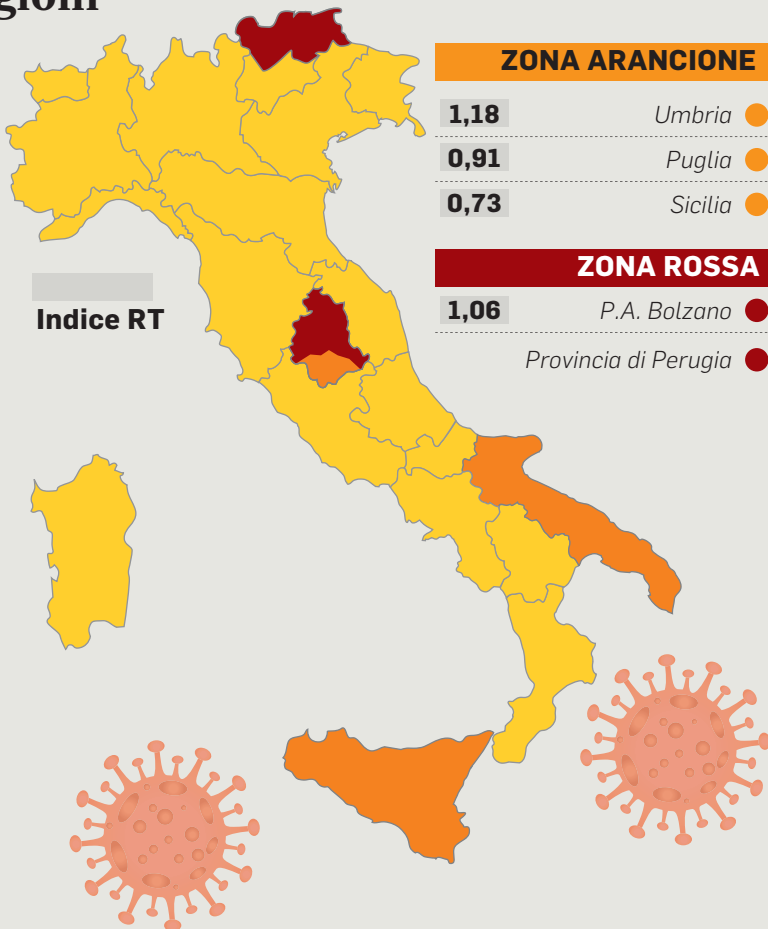 ZONA ARANCIONE
1,18 Umbria
0,91 Puglia
0,73 Sicilia
ZONA ROSSA
1,06 P.A. Bolzano
Provincia di Perugia
Indice RT